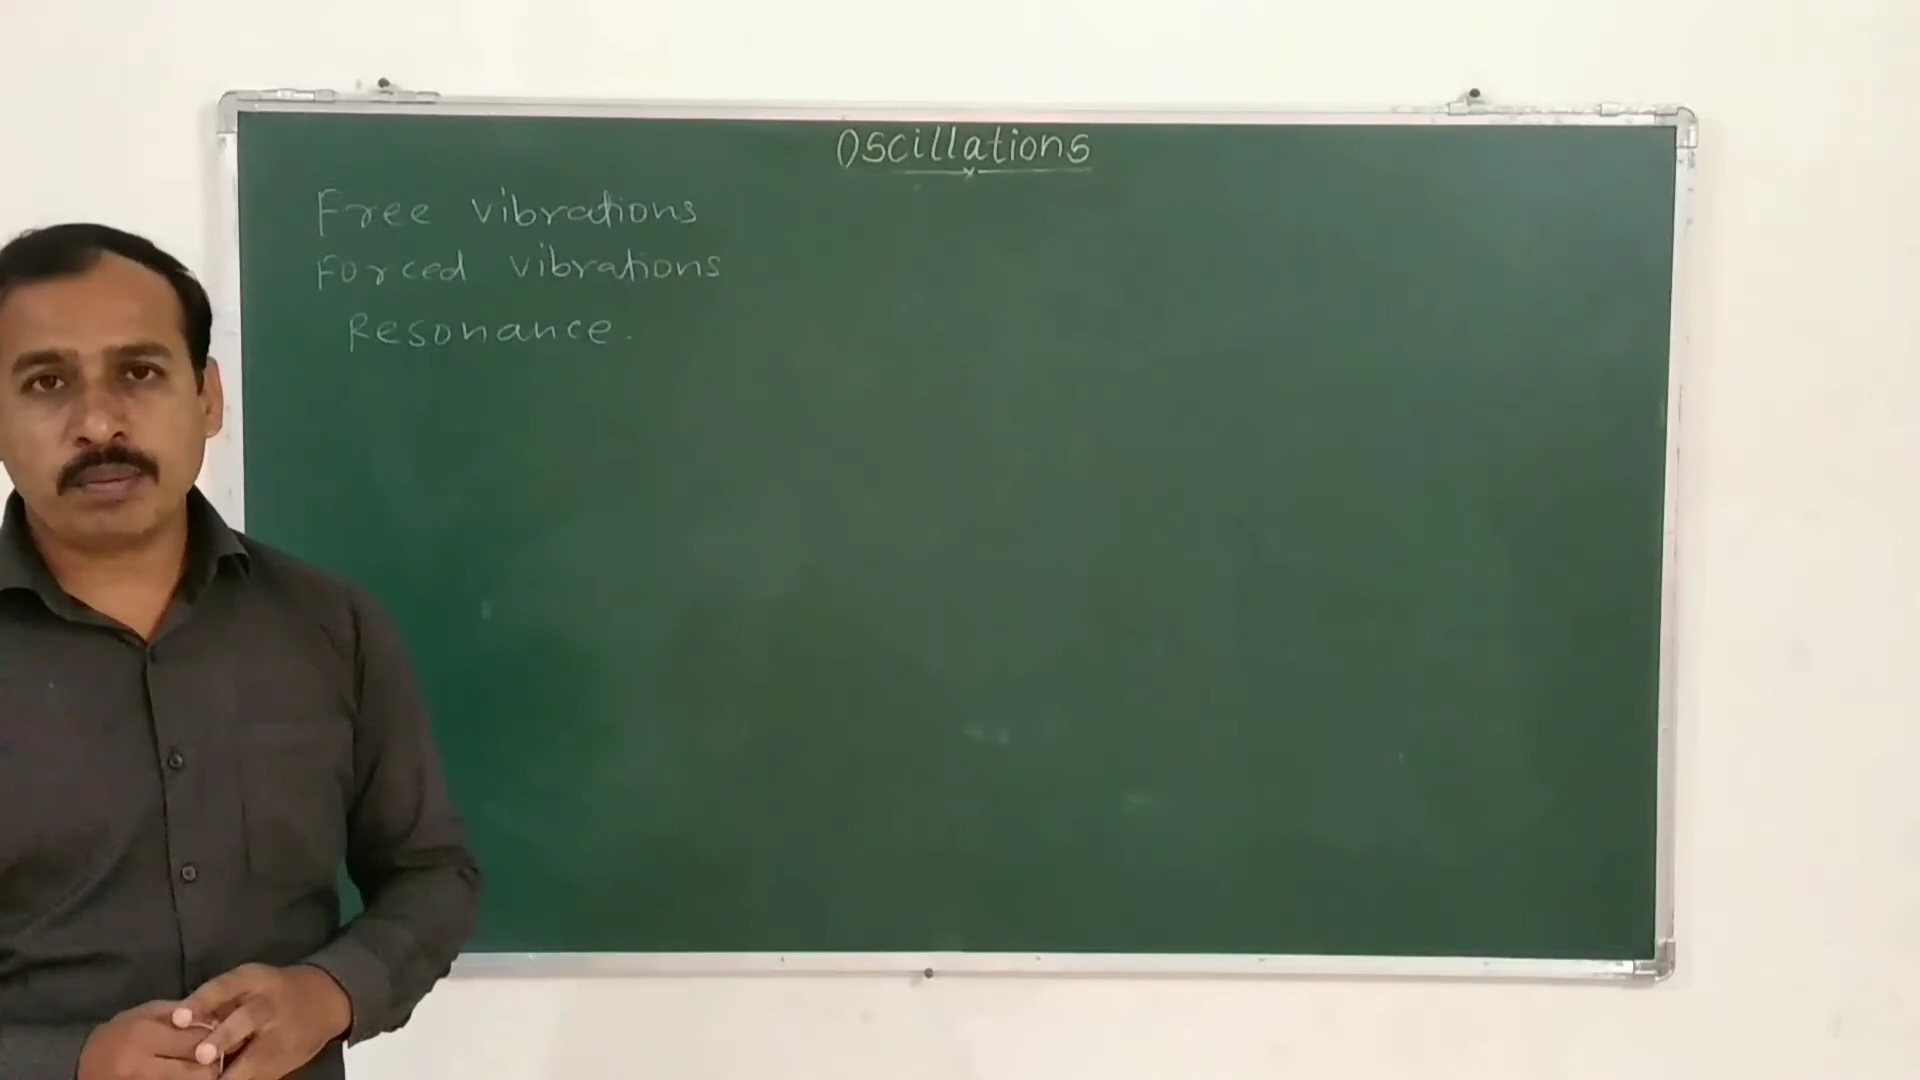 Oscillations
Free vibrations
Forced vibrations
Resonance.